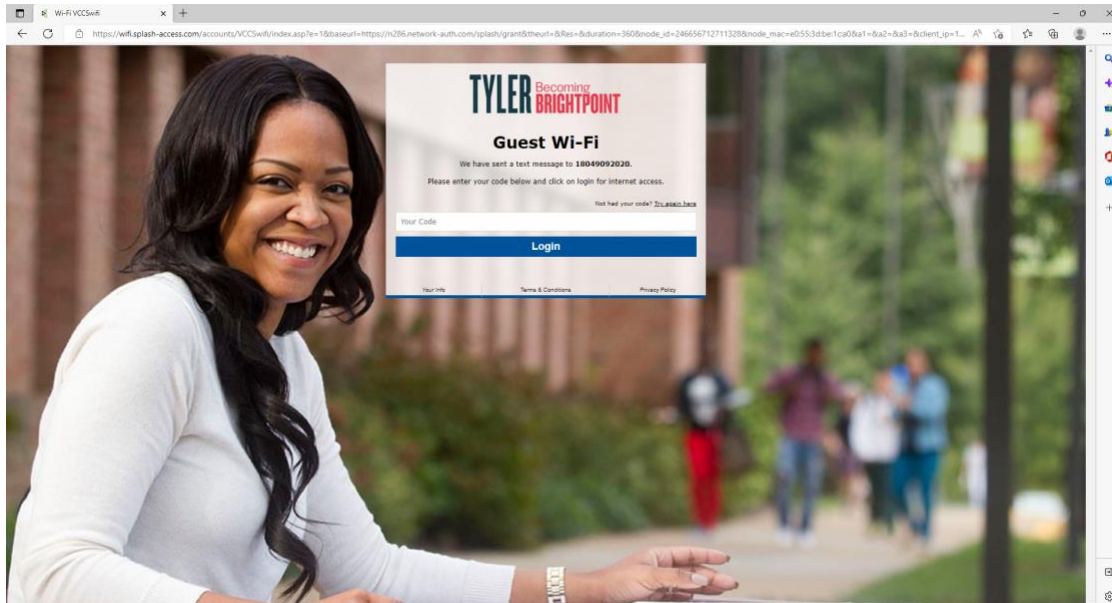 Wi-Fi VCCSwifi
https://wifi.splash-access.com/accounts/VCCSwifi/index.asp?e=1&baseurl=https://n286.network-auth.com/splash/grant&theurl=&Res=&duration=360&node_id=246656712711328&node_mac=e0:55:3d:be:1c:a0&a1=&a2=&a3=&client_ip=1...
TYLER Becoming
BRIGHTPOINT
Guest Wi-Fi
We have sent a text message to 18049092020.
Please enter your code below and click on login for internet access.
Not had your code? Try again here
Your Code
Login
Your Info Terms & Conditions Privacy Policy